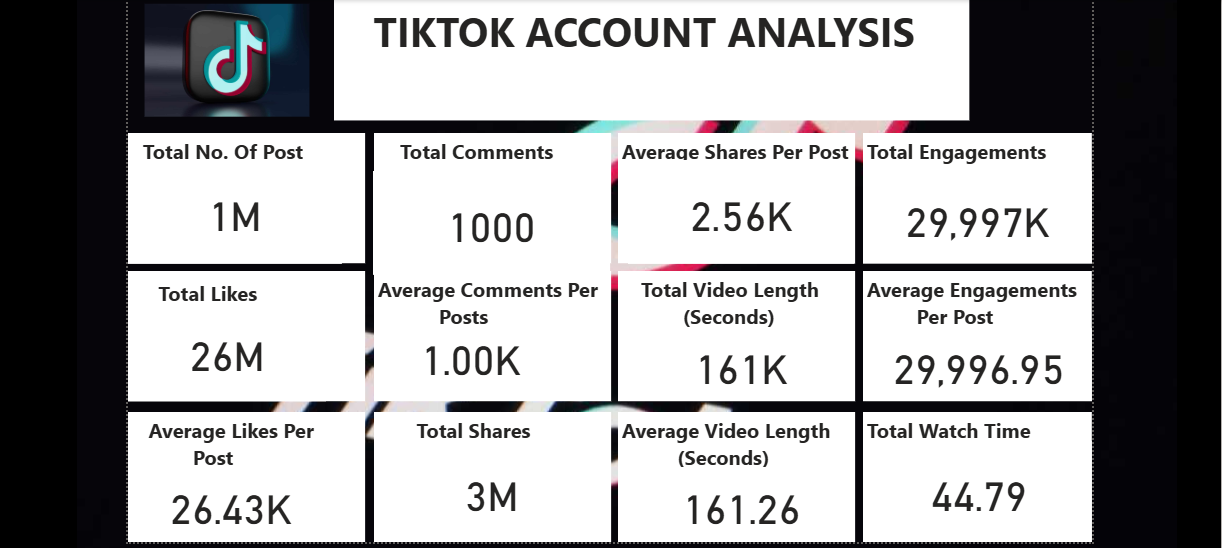 TIKTOK ACCOUNT ANALYSIS
Total No. Of Post
1M
Total Comments
1000
Average Shares Per Post
2.56K
Total Engagements
29,997K
Total Likes
26M
Average Comments Per
Posts
1.00K
Total Video Length
(Seconds)
161K
Average Engagements
Per Post
29,996.95
Average Likes Per
Post
26.43K
Total Shares
3M
Average Video Length
(Seconds)
161.26
Total Watch Time
44.79